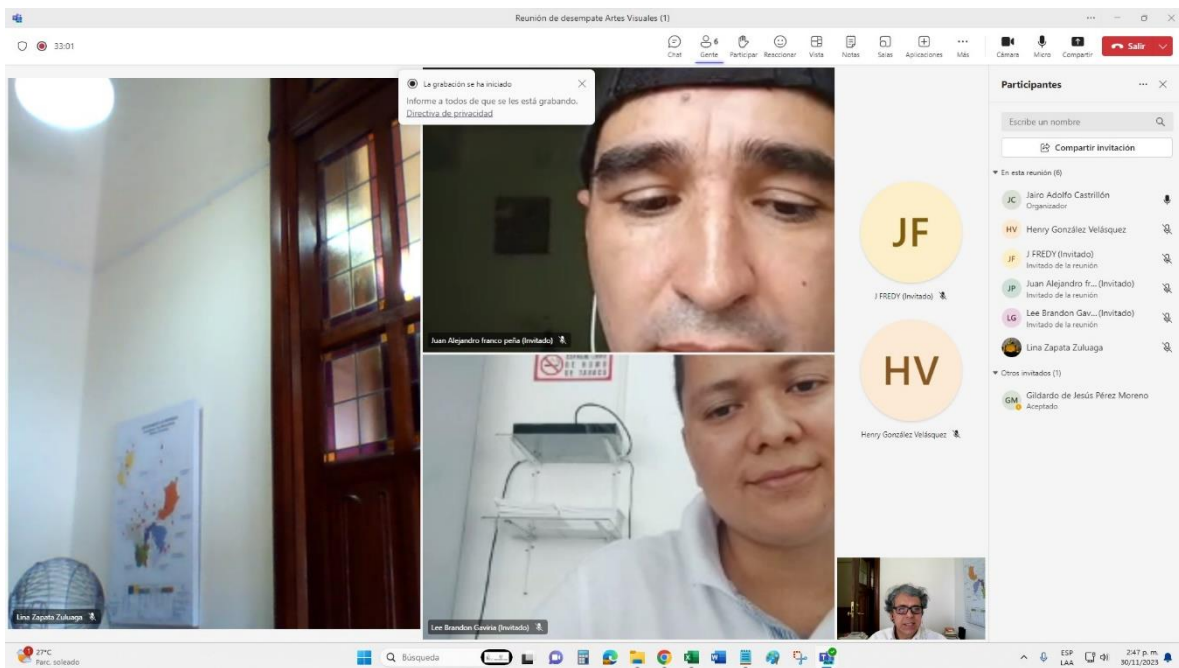 Reunión de desempate Artes Visuales (1)
33:01
Chat
Gente
6
Participar
Reaccionar
Vista
Notas
Salas
Aplicaciones
Más
Cámara
Micro
Compartir
Salir
La grabación se ha iniciado
Informe a todos de que se les está grabando.
Directiva de privacidad
Lina Zapata Zuluaga
Juan Alejandro franco peña (Invitado)
DE HUMO
DE TABACO
Lee Brandon Gaviria (Invitado)
JF
J FREDY (Invitado)
HV
Henry González Velásquez
Participantes
Escribe un nombre
Compartir invitación
En esta reunión (6)
JC
Jairo Adolfo Castrillón
Organizador
HV
Henry González Velásquez
JF
J FREDY (Invitado)
Invitado de la reunión
JP
Juan Alejandro fr... (Invitado)
Invitado de la reunión
LG
Lee Brandon Gav... (Invitado)
Invitado de la reunión
Lina Zapata Zuluaga
Otros invitados (1)
GM
Gildardo de Jesús Pérez Moreno
Aceptado
27°C
Parc. soleado
Búsqueda
ESP
LAA
2:47 p. m.
30/11/2023